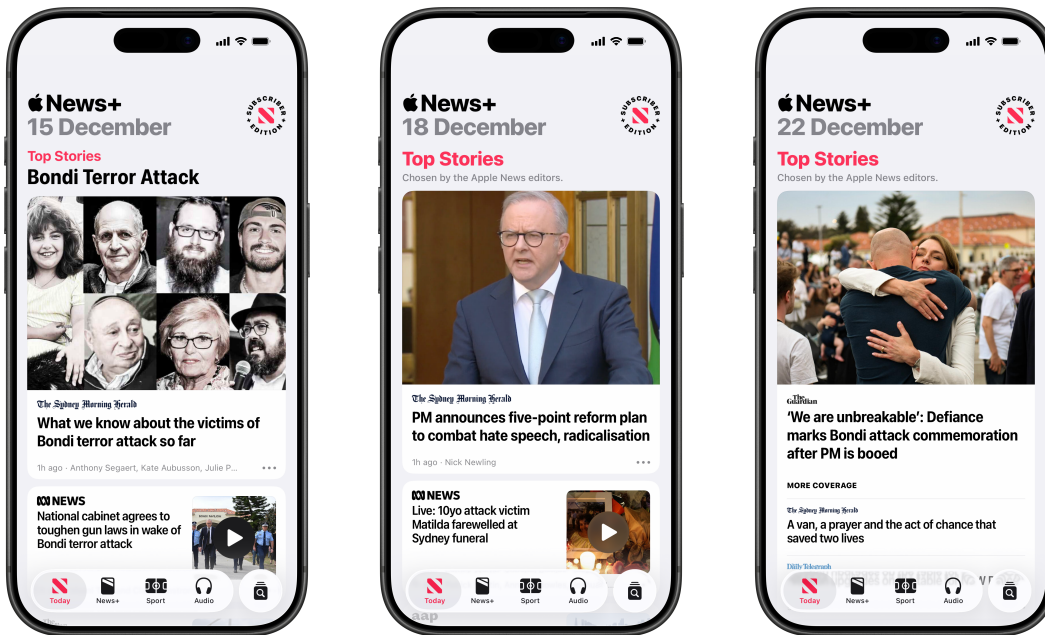 News+
15 December
SUBSCRIBER EDITION
Top Stories
Bondi Terror Attack
The Sydney Morning Herald
What we know about the victims of
Bondi terror attack so far
1h ago · Anthony Segaert, Kate Aubusson, Julie P...
NEWS
National cabinet agrees to
toughen gun laws in wake of
Bondi terror attack
Today
News+
Sport
Audio
News+
18 December
SUBSCRIBER EDITION
Top Stories
Chosen by the Apple News editors.
The Sydney Morning Herald
PM announces five-point reform plan
to combat hate speech, radicalisation
1h ago · Nick Newling
NEWS
Live: 10yo attack victim
Matilda farewelled at
Sydney funeral
Today
News+
Sport
Audio
aap
News+
22 December
SUBSCRIBER EDITION
Top Stories
Chosen by the Apple News editors.
The Guardian
‘We are unbreakable’: Defiance
marks Bondi attack commemoration
after PM is booed
MORE COVERAGE
The Sydney Morning Herald
A van, a prayer and the act of chance that
saved two lives
Daily Telegraph
Today
News+
Sport
Audio